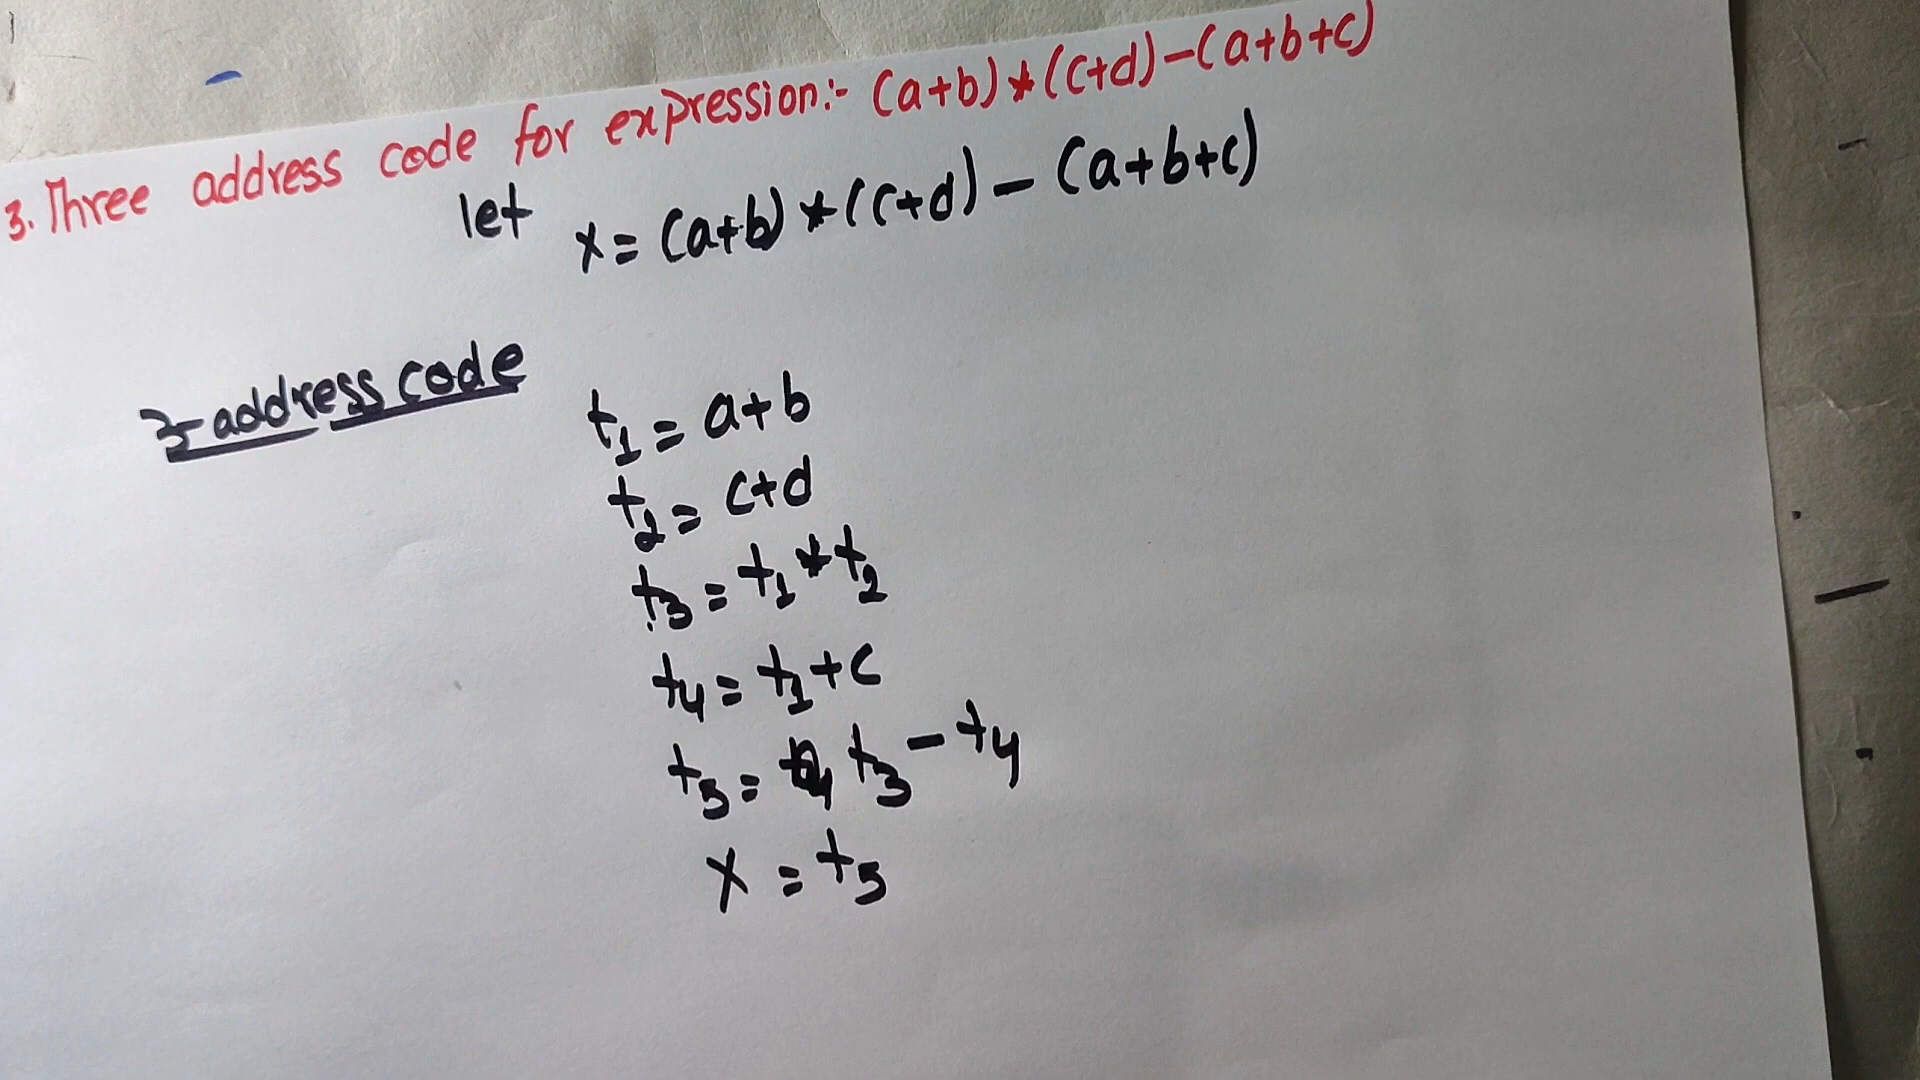 3. Three address code for expression:- (a+b)*(c+d)-(a+b+c)
let x = (a+b)*(c+d) - (a+b+c)
3-address code
t1 = a+b
t2 = c+d
t3 = t1*t2
t4 = t1+c
t5 = t3-t4
x = t5